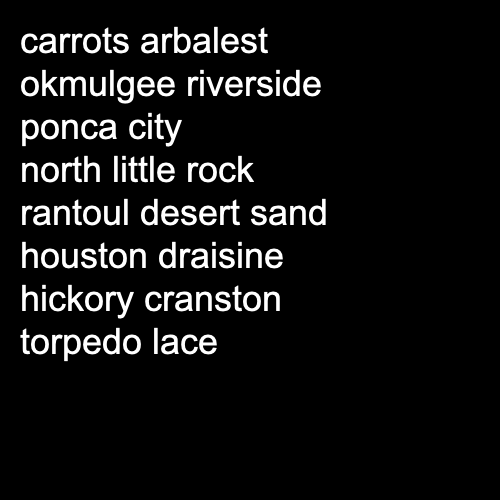 carrots arbalest
okmulgee riverside
ponca city
north little rock
rantoul desert sand
houston draisine
hickory cranston
torpedo lace